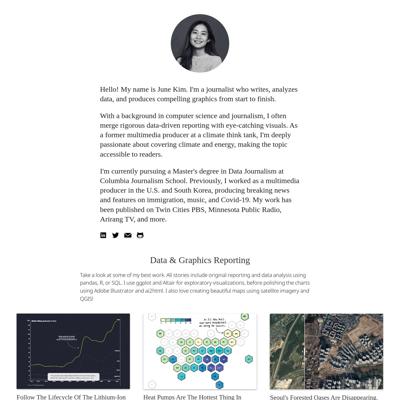 Hello! My name is June Kim. I'm a journalist who writes, analyzes
data, and produces compelling graphics from start to finish.
With a background in computer science and journalism, I often
merge rigorous data-driven reporting with eye-catching visuals. As
a former multimedia producer at a climate think tank, I'm deeply
passionate about covering climate and energy, making the topic
accessible to readers.
I'm currently pursuing a Master's degree in Data Journalism at
Columbia Journalism School. Previously, I worked as a multimedia
producer in the U.S. and South Korea, producing breaking news
and features on immigration, music, and Covid-19. My work has
been published on Twin Cities PBS, Minnesota Public Radio,
Arirang TV, and more.
Data & Graphics Reporting
Take a look at some of my best work. All stories include original reporting and data analysis using
pandas, R, or SQL. I use ggplot and Altair for exploratory visualizations, before polishing the charts
using Adobe Illustrator and ai2html. I also love creating beautiful maps using satellite imagery and
QGIS!
Follow The Lifecycle Of The Lithium-Ion
Heat Pumps Are The Hottest Thing In
Seoul's Forested Oases Are Disappearing.